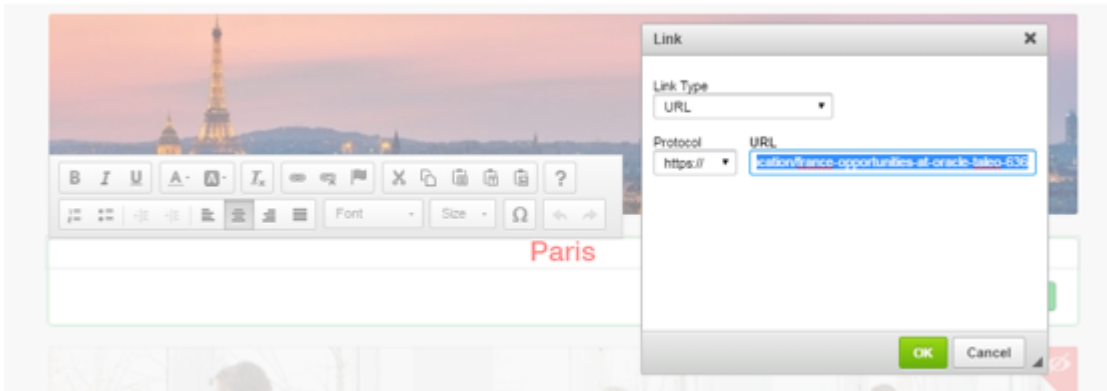 Link
Link Type
URL
Protocol URL
https:// cation/france-opportunities-at-oracle-taleo-636
B I U A A Tx ?
Font Size Ω
Paris
OK Cancel